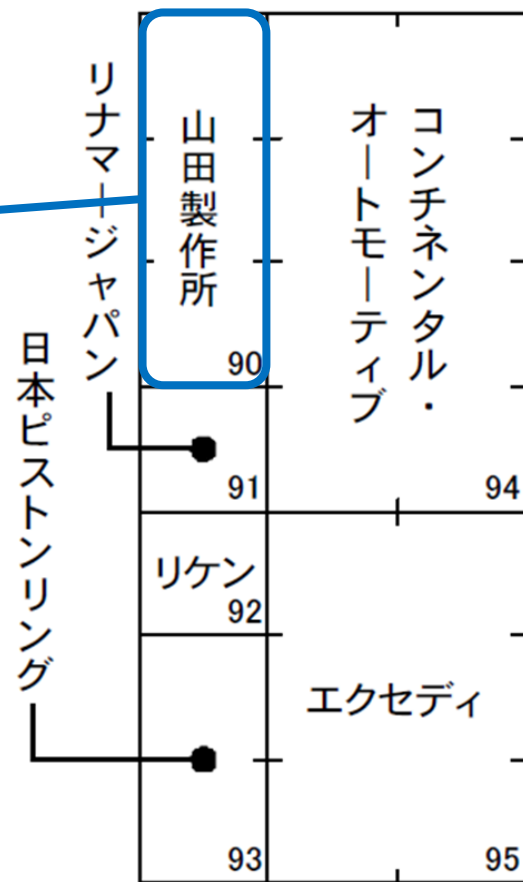 リナマージャパン
山田製作所
90
コンチネンタル・
オートモーティブ
94
91
リケン
92
日本ピストンリング
93
エクセディ
95